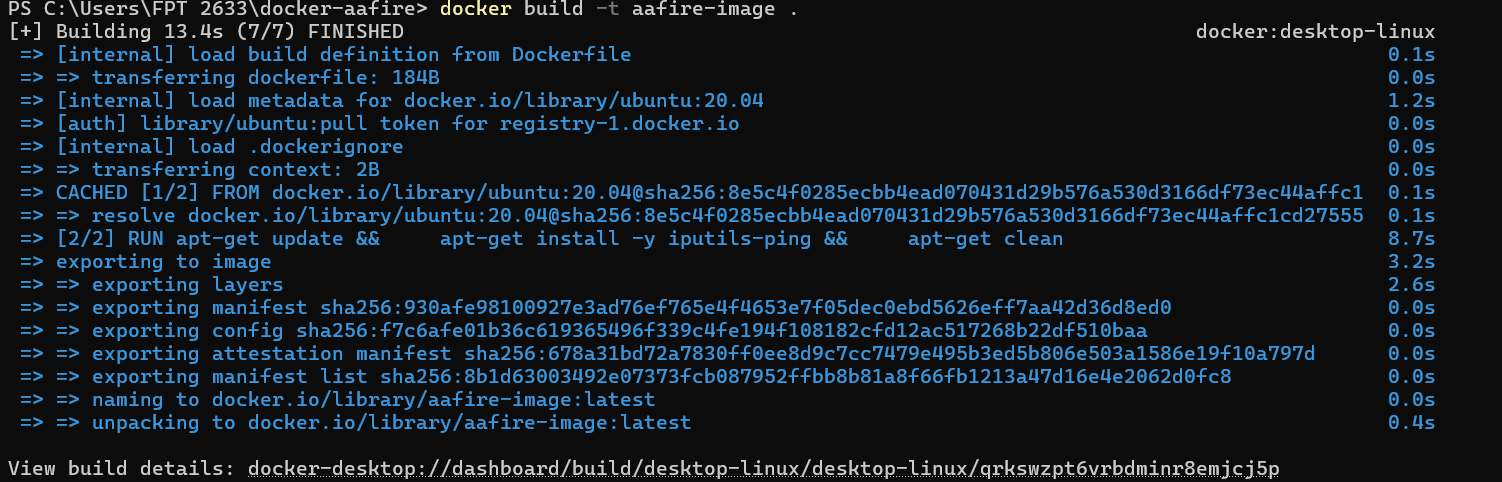 PS C:\Users\FPT 2633\docker-aafire> docker build -t aafire-image .
[+] Building 13.4s (7/7) FINISHED docker:desktop-linux
=> [internal] load build definition from Dockerfile 0.1s
=> => transferring dockerfile: 184B 0.0s
=> [internal] load metadata for docker.io/library/ubuntu:20.04 1.2s
=> [auth] library/ubuntu:pull token for registry-1.docker.io 0.0s
=> [internal] load .dockerignore 0.0s
=> => transferring context: 2B 0.0s
=> CACHED [1/2] FROM docker.io/library/ubuntu:20.04@sha256:8e5c4f0285ecbb4ead070431d29b576a530d3166df73ec44affc1 0.1s
=> => resolve docker.io/library/ubuntu:20.04@sha256:8e5c4f0285ecbb4ead070431d29b576a530d3166df73ec44affc1cd27555 0.1s
=> [2/2] RUN apt-get update &&     apt-get install -y iputils-ping &&     apt-get clean 8.7s
=> exporting to image 3.2s
=> => exporting layers 2.6s
=> => exporting manifest sha256:930afe98100927e3ad76ef765e4f4653e7f05dec0ebd5626eff7aa42d36d8ed0 0.0s
=> => exporting config sha256:f7c6afe01b36c619365496f339c4fe194f108182cfd12ac517268b22df510baa 0.0s
=> => exporting attestation manifest sha256:678a31bd72a7830ff0ee8d9c7cc7479e495b3ed5b806e503a1586e19f10a797d 0.0s
=> => exporting manifest list sha256:8b1d63003492e07373fcb087952ffbb8b81a8f66fb1213a47d16e4e2062d0fc8 0.0s
=> => naming to docker.io/library/aafire-image:latest 0.0s
=> => unpacking to docker.io/library/aafire-image:latest 0.4s
View build details: docker-desktop://dashboard/build/desktop-linux/desktop-linux/qrkswzpt6vrbdminr8emjcj5p